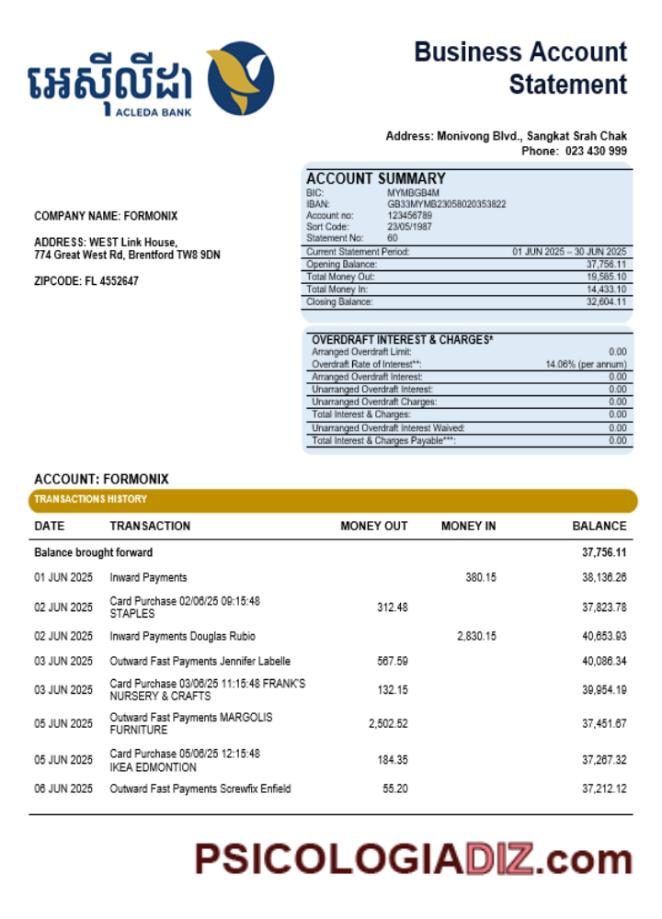 អេស៊ីលីដា
ACLEDA BANK
Business Account
Statement
Address: Monivong Blvd., Sangkat Srah Chak
Phone: 023 430 999
COMPANY NAME: FORMONIX
ADDRESS: WEST Link House,
774 Great West Rd, Brentford TW8 9DN
ZIPCODE: FL 4552647
ACCOUNT SUMMARY
BIC: MYMBGB4M
IBAN: GB33MYMB23058020353822
Account no: 123456789
Sort Code: 23/05/1987
Statement No: 60
Current Statement Period: 01 JUN 2025 – 30 JUN 2025
Opening Balance: 37,756.11
Total Money Out: 19,585.10
Total Money In: 14,433.10
Closing Balance: 32,604.11
OVERDRAFT INTEREST & CHARGES*
Arranged Overdraft Limit: 0.00
Overdraft Rate of Interest**: 14.06% (per annum)
Arranged Overdraft Interest: 0.00
Unarranged Overdraft Interest: 0.00
Unarranged Overdraft Charges: 0.00
Total Interest & Charges: 0.00
Unarranged Overdraft Interest Waived: 0.00
Total Interest & Charges Payable***: 0.00
ACCOUNT: FORMONIX
TRANSACTIONS HISTORY
DATE TRANSACTION MONEY OUT MONEY IN BALANCE
Balance brought forward 37,756.11
01 JUN 2025 Inward Payments 380.15 38,136.26
02 JUN 2025 Card Purchase 02/06/25 09:15:48 312.48 37,823.78
STAPLES
02 JUN 2025 Inward Payments Douglas Rubio 2,830.15 40,653.93
03 JUN 2025 Outward Fast Payments Jennifer Labelle 567.59 40,086.34
03 JUN 2025 Card Purchase 03/06/25 11:15:48 FRANK'S 132.15 39,954.19
NURSERY & CRAFTS
05 JUN 2025 Outward Fast Payments MARGOLIS 2,502.52 37,451.67
FURNITURE
05 JUN 2025 Card Purchase 05/06/25 12:15:48 184.35 37,267.32
IKEA EDMONTION
06 JUN 2025 Outward Fast Payments Screwfix Enfield 55.20 37,212.12
PSICOLOGIADIZ.com